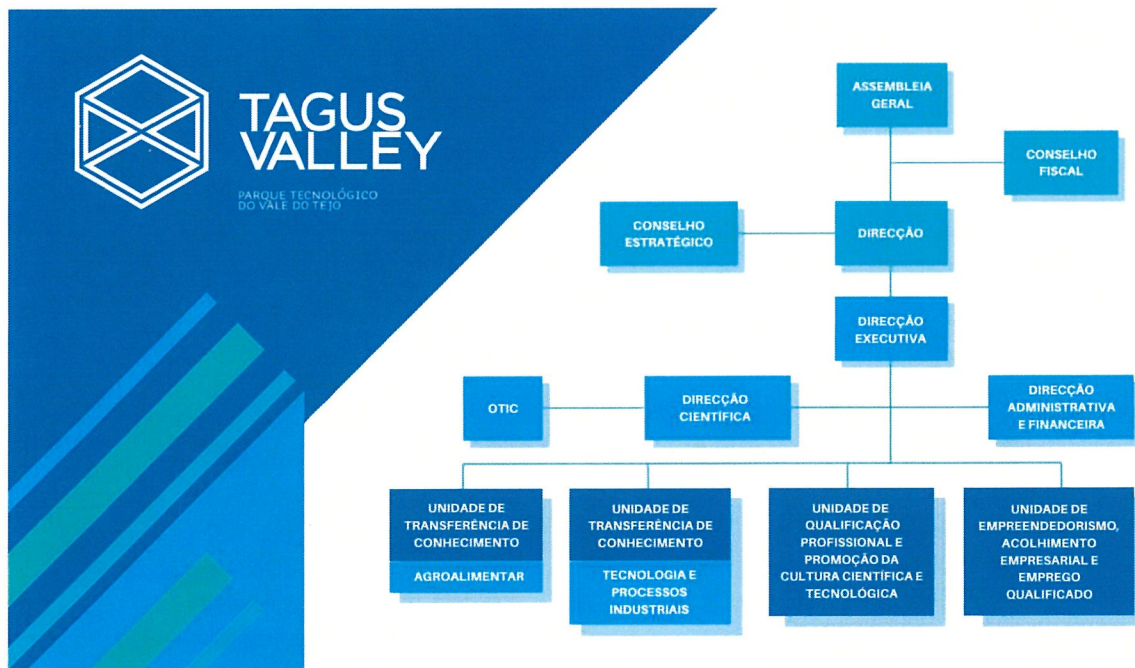 TAGUS
VALLEY
PARQUE TECNOLÓGICO
DO VALE DO TEJO
ASSEMBLEIA
GERAL
CONSELHO
FISCAL
CONSELHO
ESTRATÉGICO
DIRECÇÃO
DIRECÇÃO
EXECUTIVA
OTIC
DIRECÇÃO
CIENTÍFICA
DIRECÇÃO
ADMINISTRATIVA
E FINANCEIRA
UNIDADE DE
TRANSFERÊNCIA DE
CONHECIMENTO
AGROALIMENTAR
UNIDADE DE
TRANSFERÊNCIA DE
CONHECIMENTO
TECNOLOGIA E
PROCESSOS
INDUSTRIAIS
UNIDADE DE
QUALIFICAÇÃO
PROFISSIONAL E
PROMOÇÃO DA
CULTURA CIENTÍFICA E
TECNOLÓGICA
UNIDADE DE
EMPREENDEDORISMO,
ACOLHIMENTO
EMPRESARIAL E
EMPREGO
QUALIFICADO